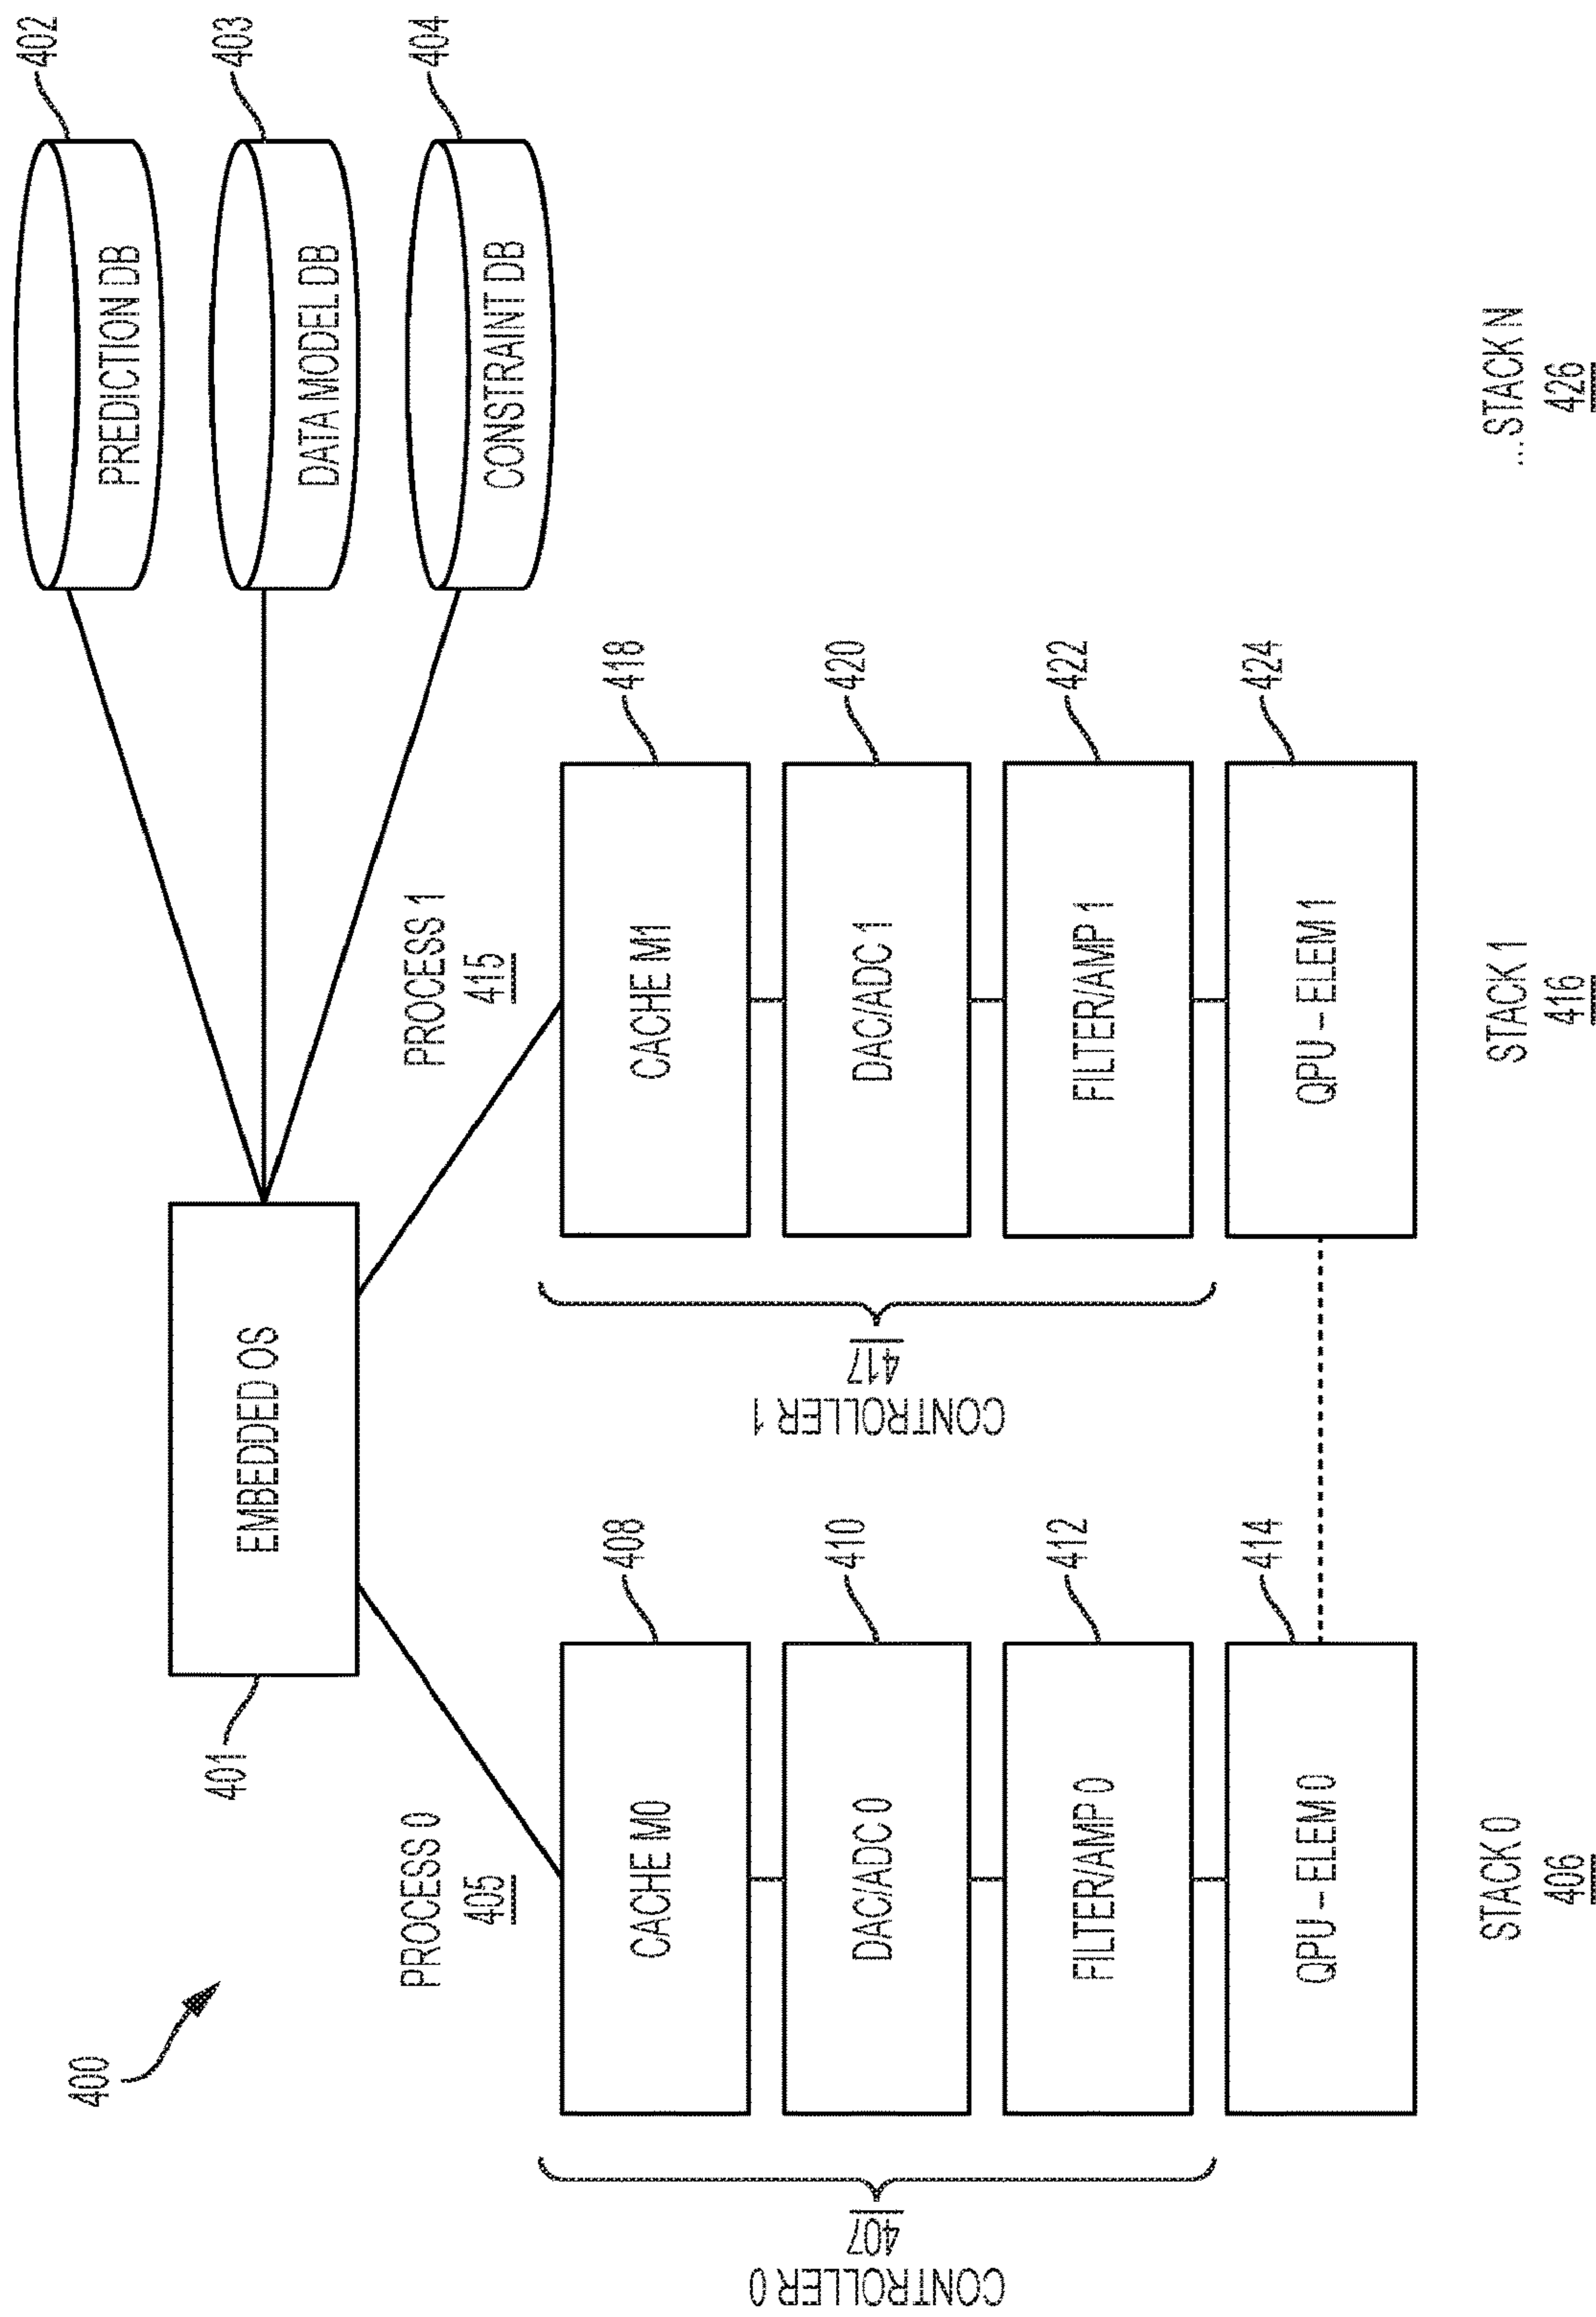 400
401
EMBEDDED OS
PREDICTION DB
402
DATA MODEL DB
403
CONSTRAINT DB
404
PROCESS 0
405
PROCESS 1
415
CONTROLLER 0
407
CACHE M0
408
DAC/ADC 0
410
FILTER/AMP 0
412
QPU – ELEM 0
414
STACK 0
406
CONTROLLER 1
417
CACHE M1
418
DAC/ADC 1
420
FILTER/AMP 1
422
QPU – ELEM 1
424
STACK 1
416
...STACK N
426